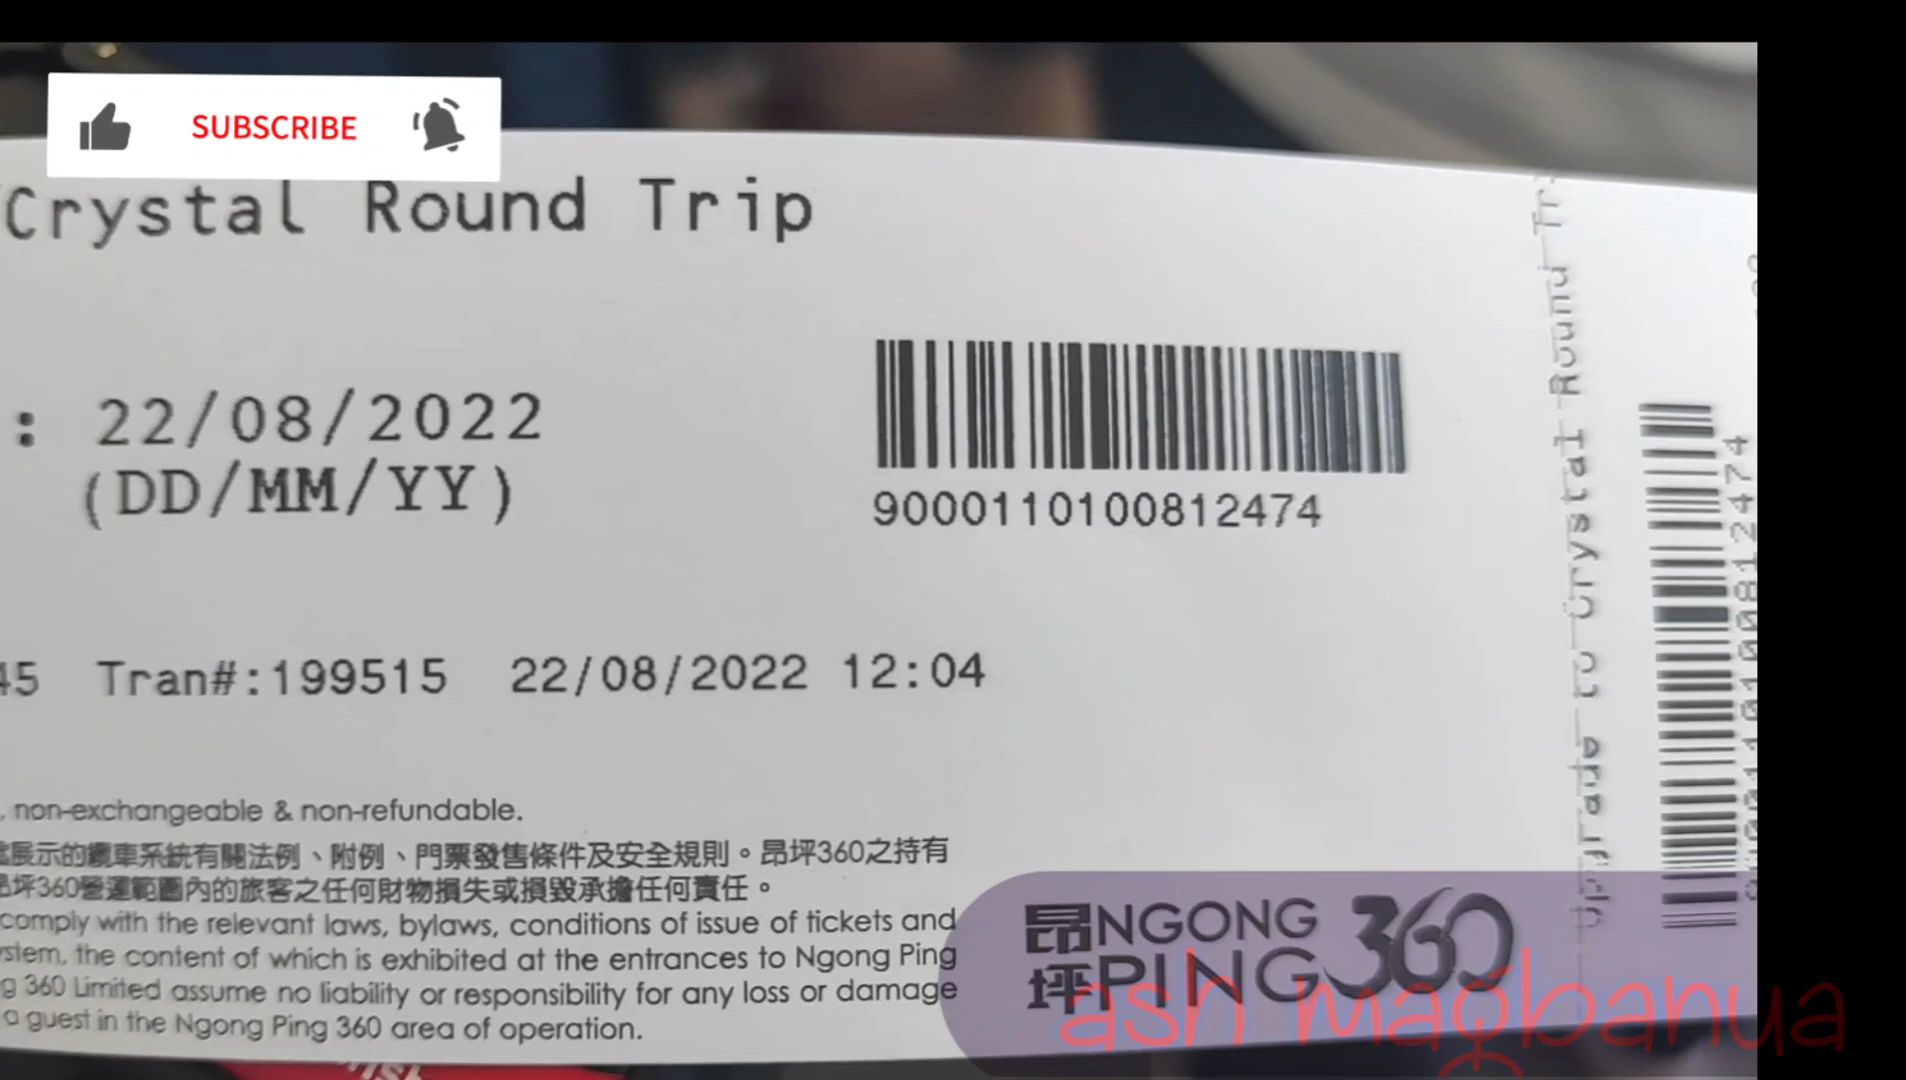 SUBSCRIBE
Crystal Round Trip
: 22/08/2022
(DD/MM/YY)
9000110100812474
45 Tran#:199515 22/08/2022 12:04
, non-exchangeable & non-refundable.
展示的纜車系統有關法例、附例、門票發售條件及安全規則。昂坪360之持有
昂坪360營運範圍內的旅客之任何財物損失或損毀承擔任何責任。
comply with the relevant laws, bylaws, conditions of issue of tickets and
stem, the content of which is exhibited at the entrances to Ngong Ping
g 360 Limited assume no liability or responsibility for any loss or damage
a guest in the Ngong Ping 360 area of operation.
昂坪 NGONG PING 360
ash magbanua
Upgrade to Crystal Round Tr
9000110100812474